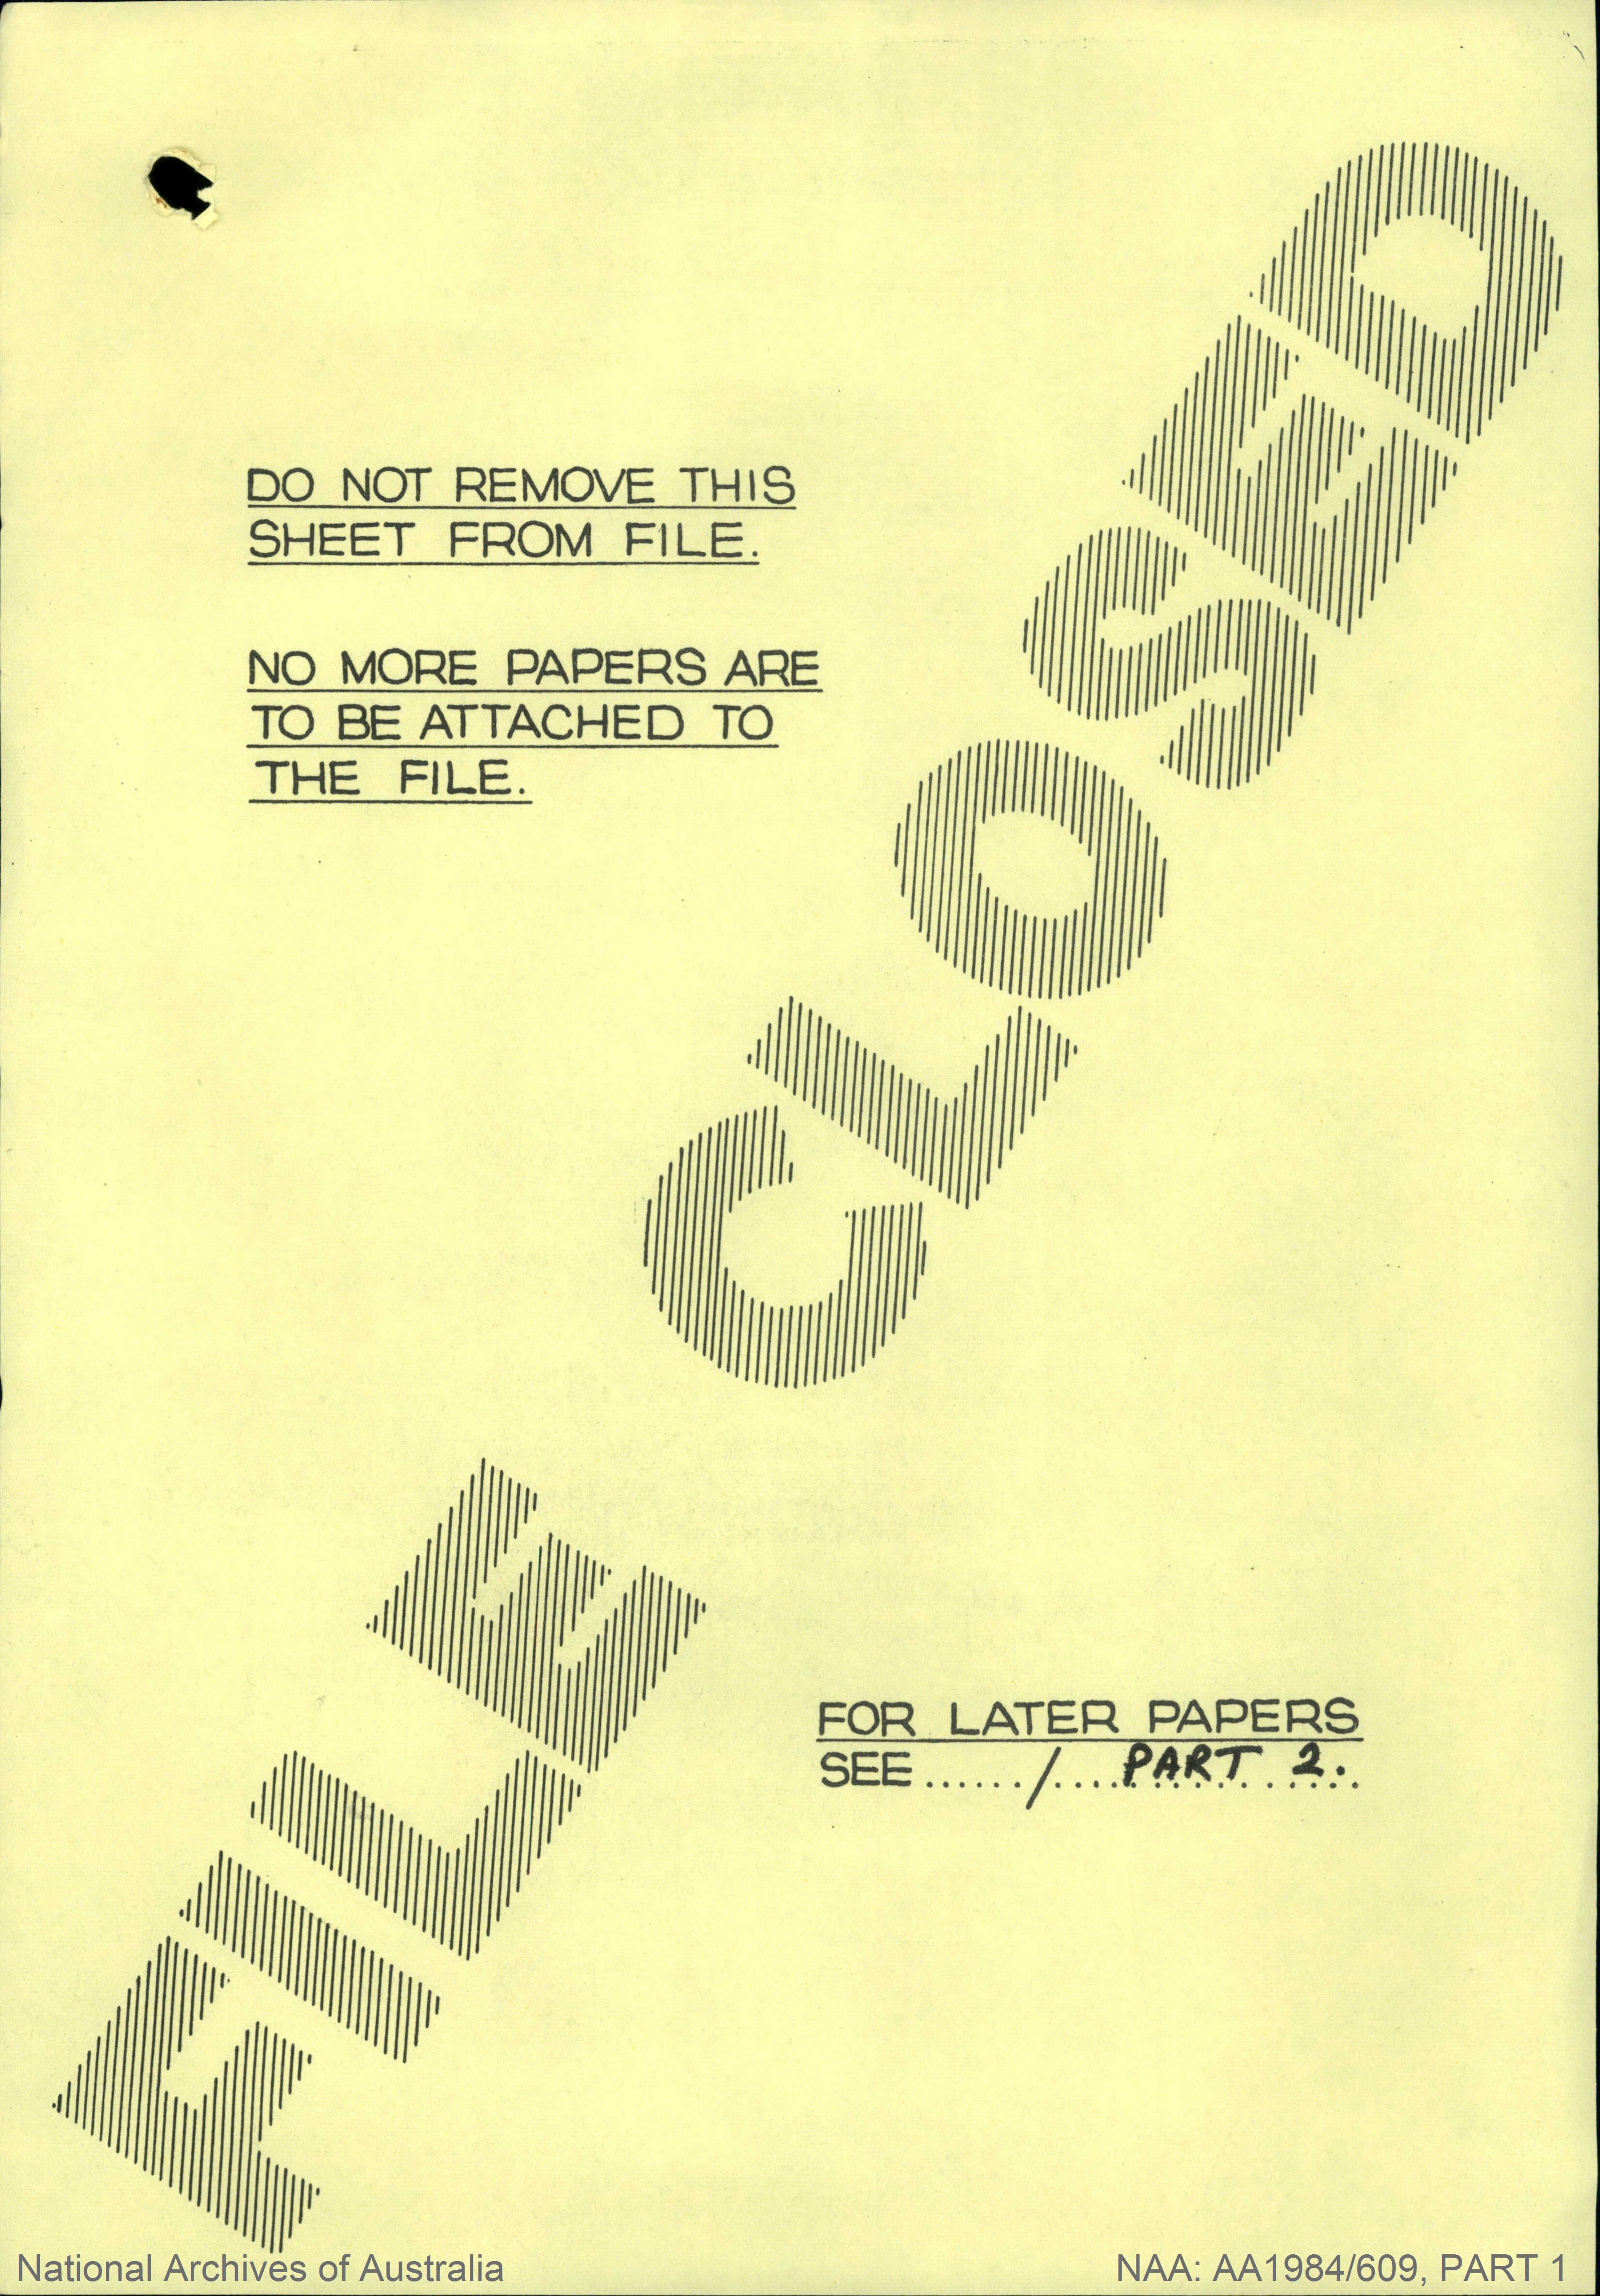 DO NOT REMOVE THIS
SHEET FROM FILE.
NO MORE PAPERS ARE
TO BE ATTACHED TO
THE FILE.
FILE CLOSED
FOR LATER PAPERS
SEE ....../.... PART 2.
National Archives of Australia
NAA: AA1984/609, PART 1